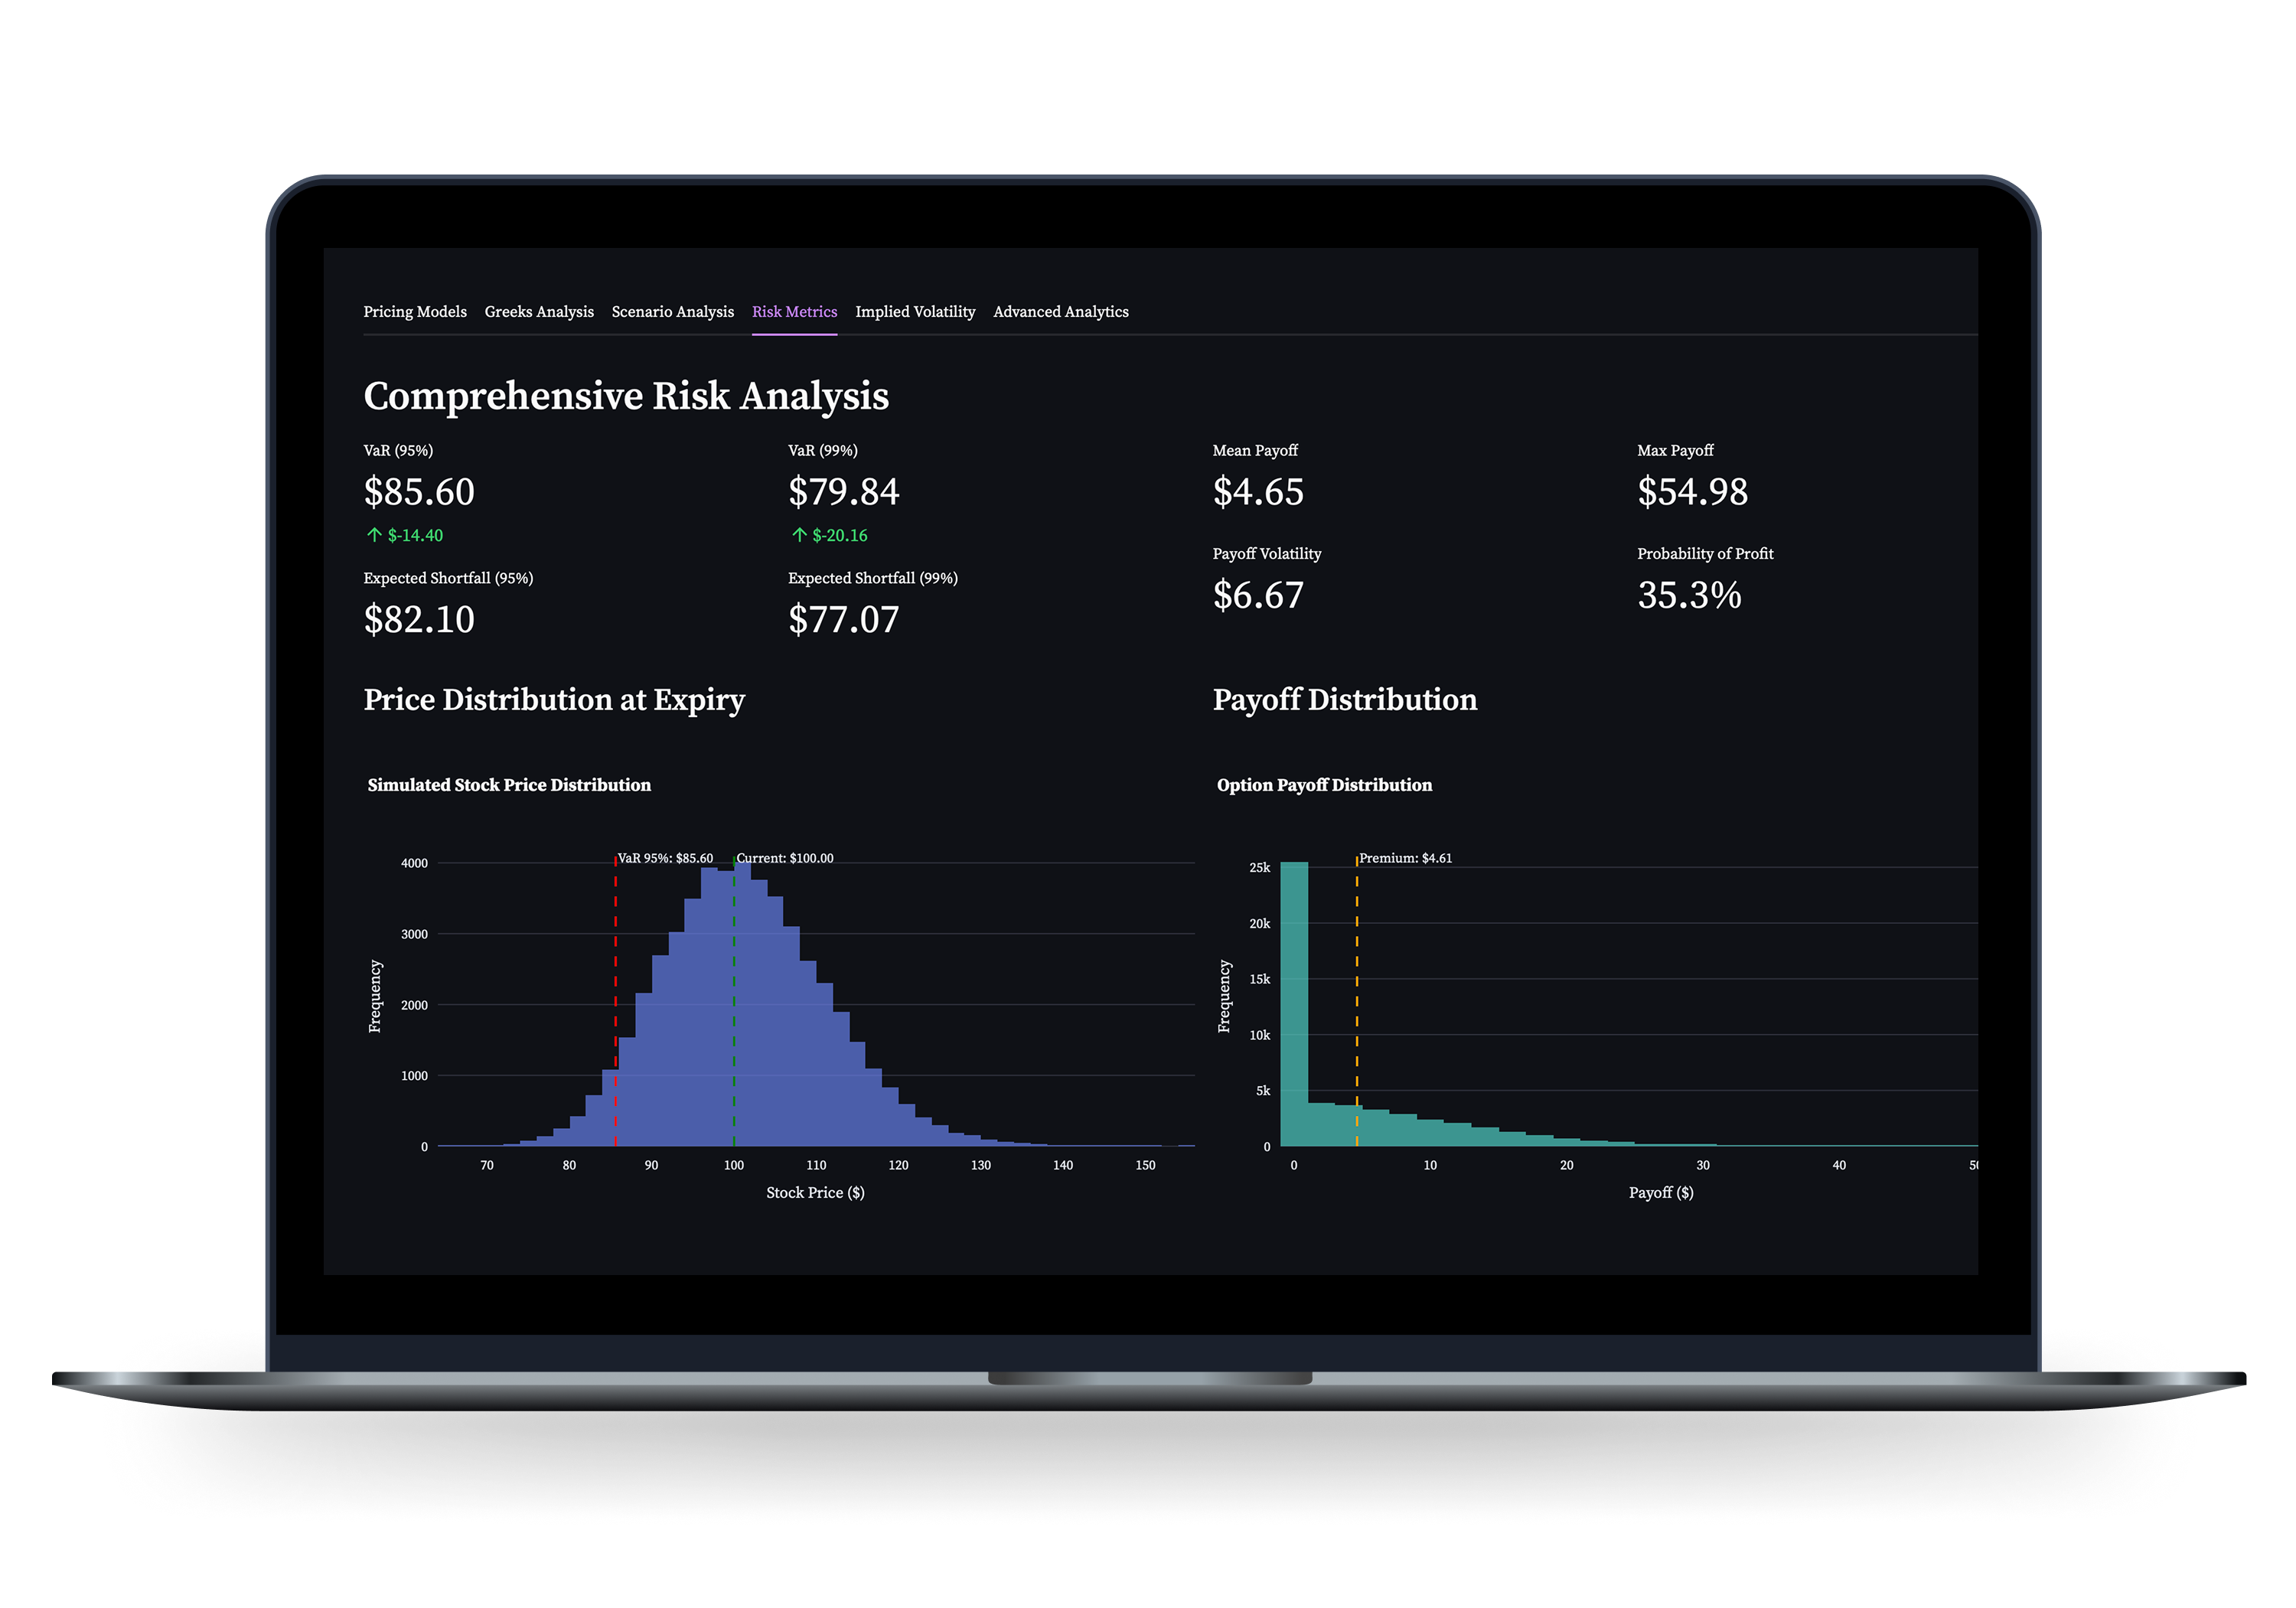 Pricing Models Greeks Analysis Scenario Analysis Risk Metrics Implied Volatility Advanced Analytics
Comprehensive Risk Analysis
VaR (95%) VaR (99%) Mean Payoff Max Payoff
$85.60 $79.84 $4.65 $54.98
↑ $-14.40 ↑ $-20.16
Payoff Volatility Probability of Profit
Expected Shortfall (95%) Expected Shortfall (99%)
$6.67 35.3%
$82.10 $77.07
Price Distribution at Expiry Payoff Distribution
Simulated Stock Price Distribution
VaR 95%: $85.60 Current: $100.00
4000
3000
2000
1000
0
Frequency
70 80 90 100 110 120 130 140 150
Stock Price ($)
Option Payoff Distribution
Premium: $4.61
25k
20k
15k
10k
5k
0
Frequency
0 10 20 30 40
Payoff ($)